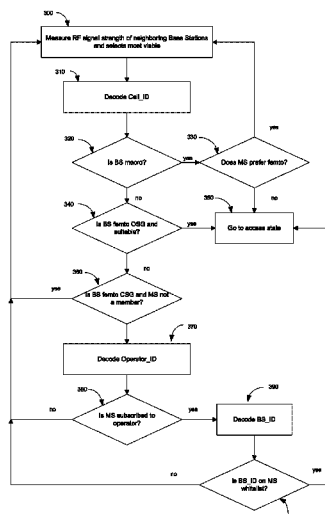 300
Measure RF signal strength of neighboring Base Stations
and selects most viable
310
Decode Cell_ID
320
330
yes
Is BS macro?
yes
Does MS prefer femto?
no
no
340
350
Is BS femto OSG and
suitable?
yes
Go to access state
360
no
yes
Is BS femto CSG and MS not
a member?
370
Decode Operator_ID
380
390
no
Is MS subscribed to
operator?
yes
Decode BS_ID
no
Is BS_ID on MS
whitelist?
yes